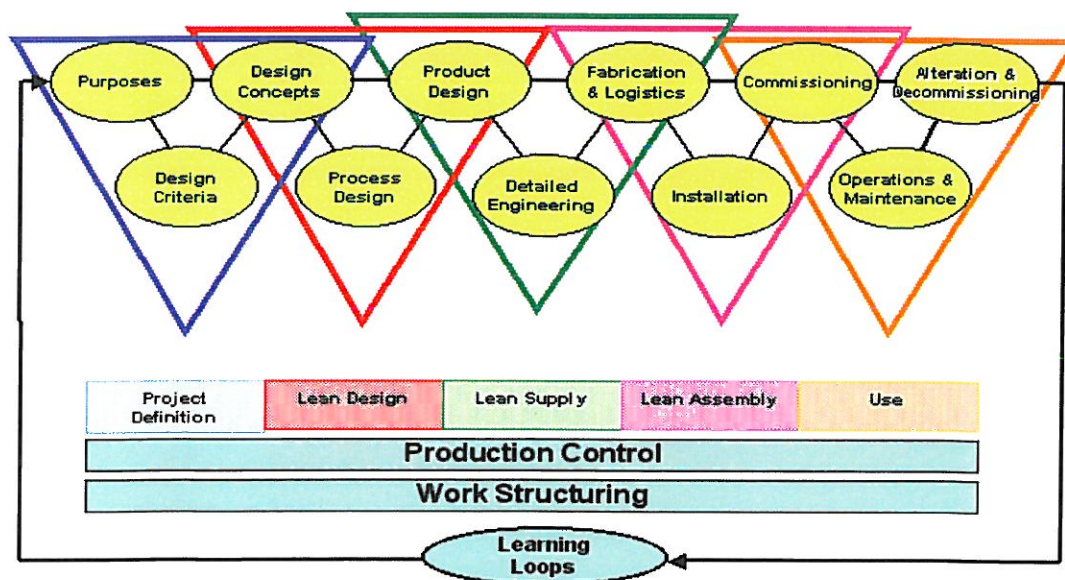 Purposes
Design
Concepts
Product
Design
Fabrication
& Logistics
Commissioning
Alteration &
Decommissioning
Design
Criteria
Process
Design
Detailed
Engineering
Installation
Operations &
Maintenance
Project
Definition
Lean Design
Lean Supply
Lean Assembly
Use
Production Control
Work Structuring
Learning
Loops